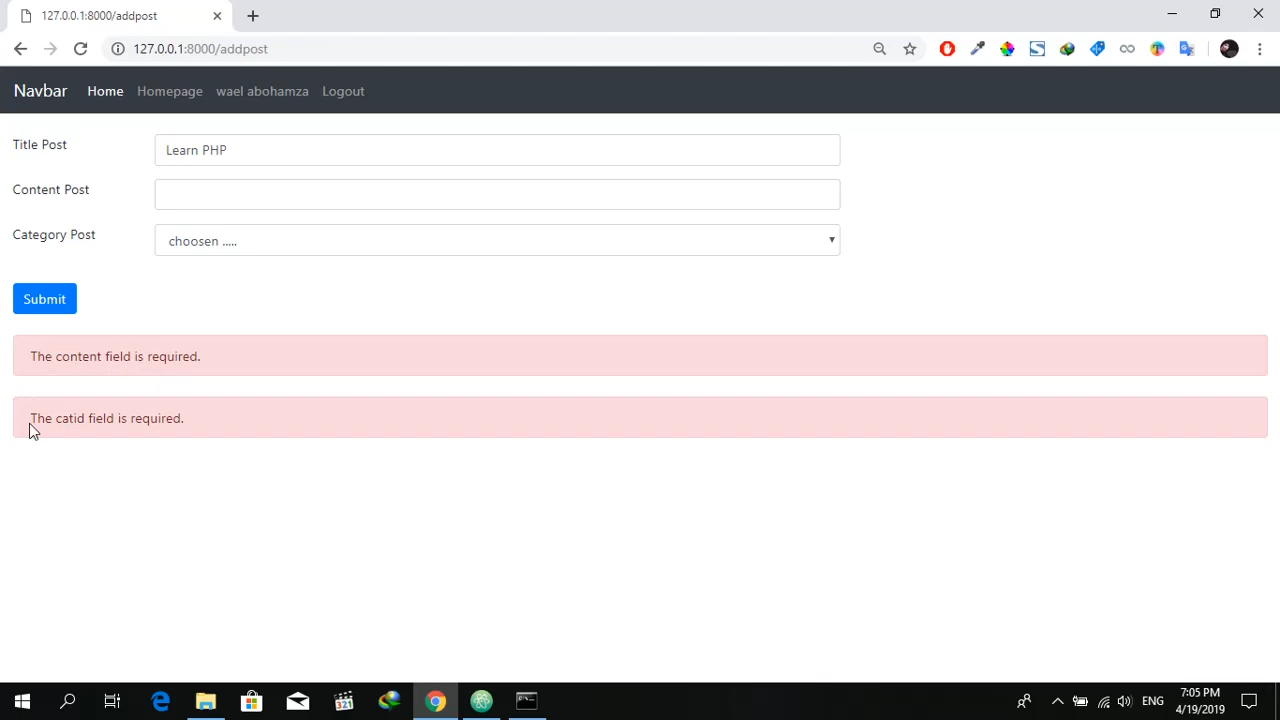 127.0.0.1:8000/addpost
127.0.0.1:8000/addpost
Navbar Home Homepage wael abohamza Logout
Title Post Learn PHP
Content Post
Category Post choosen .....
Submit
The content field is required.
The catid field is required.
321
ENG
7:05 PM
4/19/2019